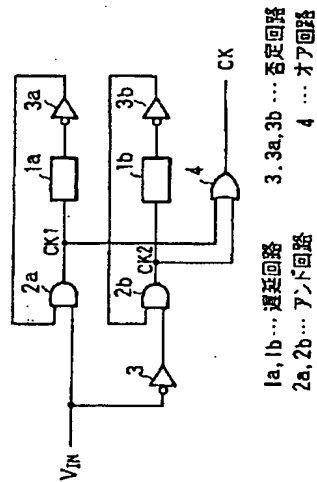 3a
1a
2a
CK1
3b
1b
2b
CK2
4
CK
3
VIN
1a, 1b … 遅延回路
3, 3a, 3b … 否定回路
2a, 2b … アンド回路
4 … オア回路